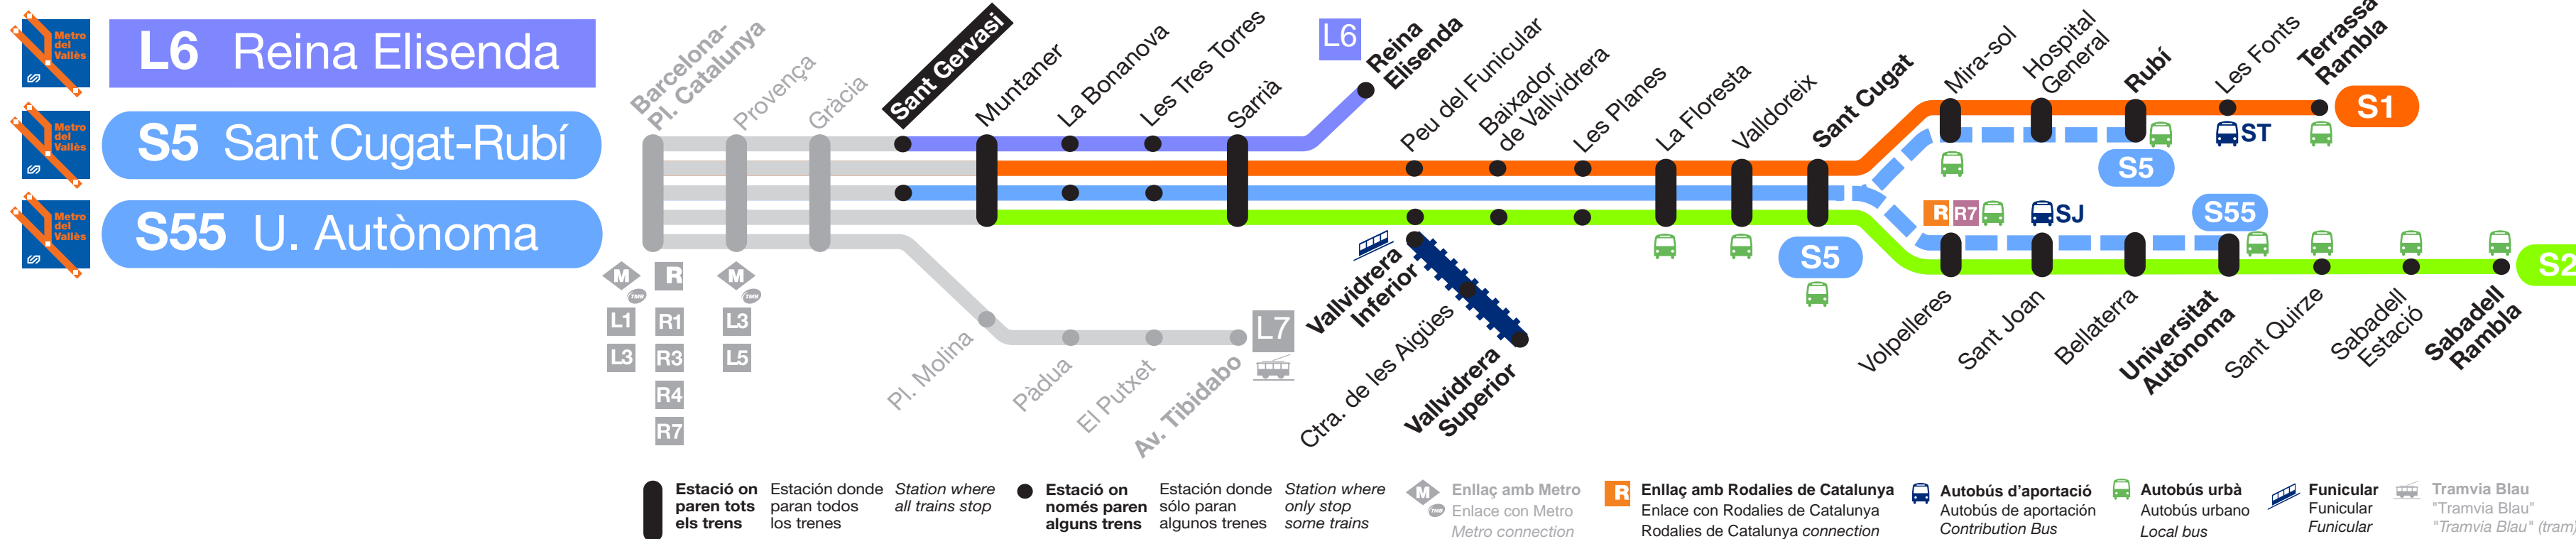 Metro
del
Vallès
L6 Reina Elisenda
Metro
del
Vallès
S5 Sant Cugat-Rubí
Metro
del
Vallès
S55 U. Autònoma
Barcelona-
Pl. Catalunya
Provença
Gràcia
Sant Gervasi
Muntaner
La Bonanova
Les Tres Torres
Sarrià
L6
Reina
Elisenda
Peu del Funicular
Baixador
de Vallvidrera
Les Planes
La Floresta
Valldoreix
Sant Cugat
Mira-sol
Hospital
General
Rubí
Les Fonts
Terrassa
Rambla
S1
ST
S5
S55
R R7
SJ
S5
S2
M
TMB
L1
L3
R
R1
R3
R4
R7
M
TMB
L3
L5
Pl. Molina
Pàdua
El Putxet
Av. Tibidabo
L7
Vallvidrera
Inferior
Ctra. de les Aigües
Vallvidrera
Superior
Volpelleres
Sant Joan
Bellaterra
Universitat
Autònoma
Sant Quirze
Sabadell
Estació
Sabadell
Rambla
Estació on
paren tots
els trens
Estación donde
paran todos
los trenes
Station where
all trains stop
Estació on
només paren
alguns trens
Estación donde
sólo paran
algunos trenes
Station where
only stop
some trains
M
TMB
Enllaç amb Metro
Enlace con Metro
Metro connection
R
Enllaç amb Rodalies de Catalunya
Enlace con Rodalies de Catalunya
Rodalies de Catalunya connection
Autobús d'aportació
Autobús de aportación
Contribution Bus
Autobús urbà
Autobús urbano
Local bus
Funicular
Funicular
Funicular
Tramvia Blau
"Tramvia Blau"
"Tramvia Blau" (tram)